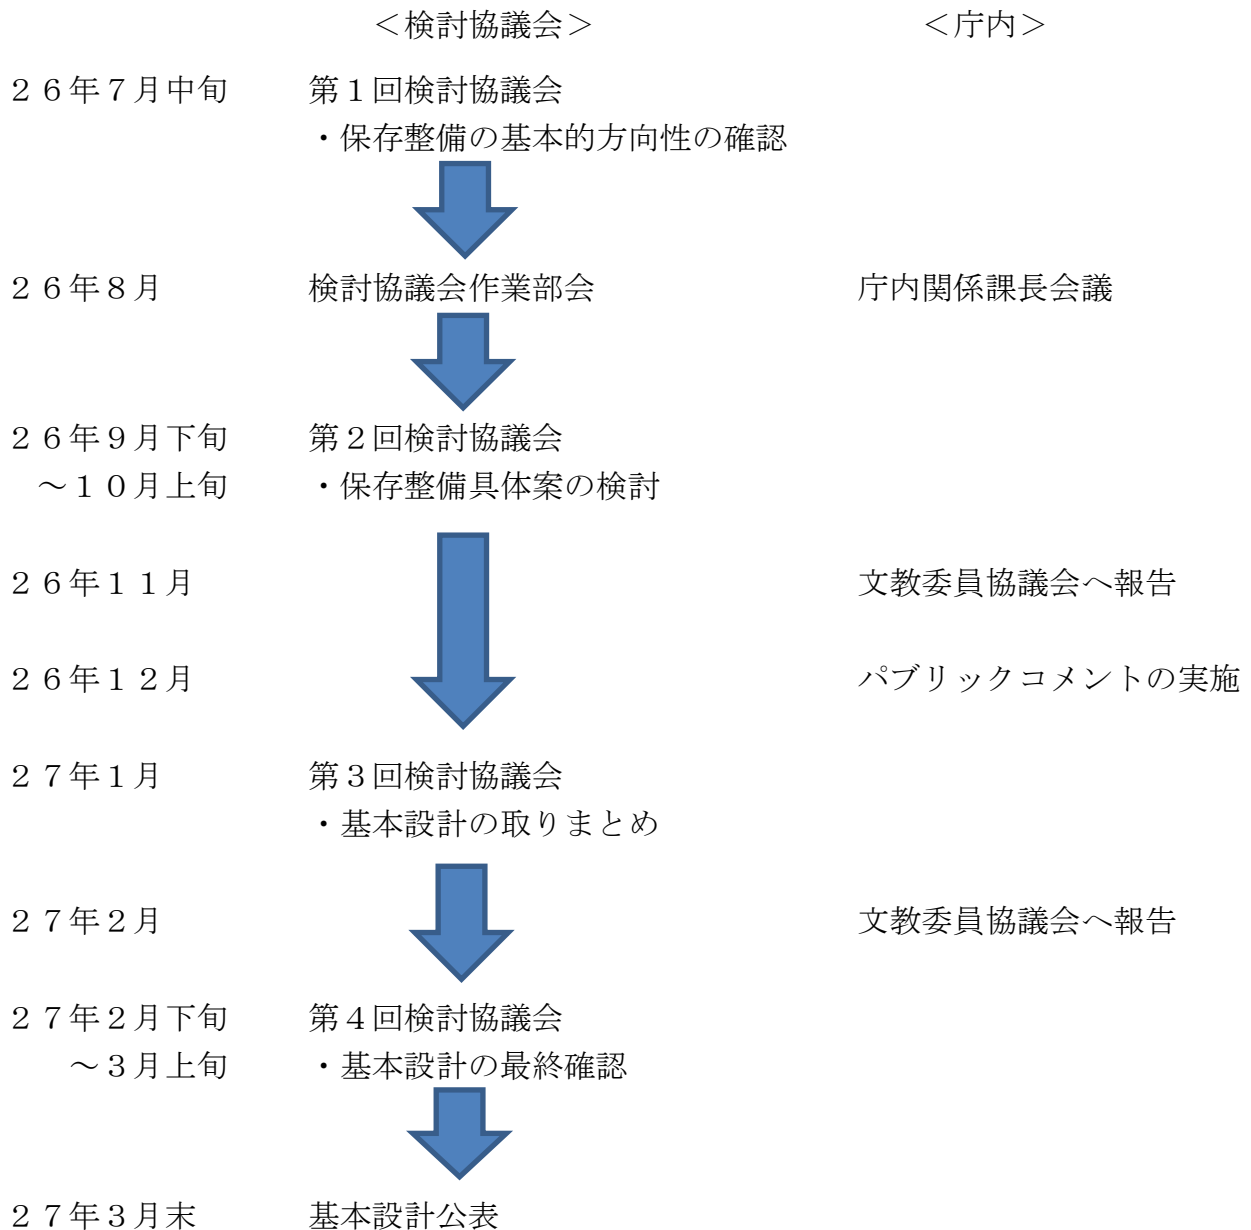 ＜検討協議会＞　＜庁内＞
２６年７月中旬　第１回検討協議会
・保存整備の基本的方向性の確認
２６年８月　検討協議会作業部会　庁内関係課長会議
２６年９月下旬　第２回検討協議会
～１０月上旬　・保存整備具体案の検討
２６年１１月　文教委員協議会へ報告
２６年１２月　パブリックコメントの実施
２７年１月　第３回検討協議会
・基本設計の取りまとめ
２７年２月　文教委員協議会へ報告
２７年２月下旬　第４回検討協議会
～３月上旬　・基本設計の最終確認
２７年３月末　基本設計公表